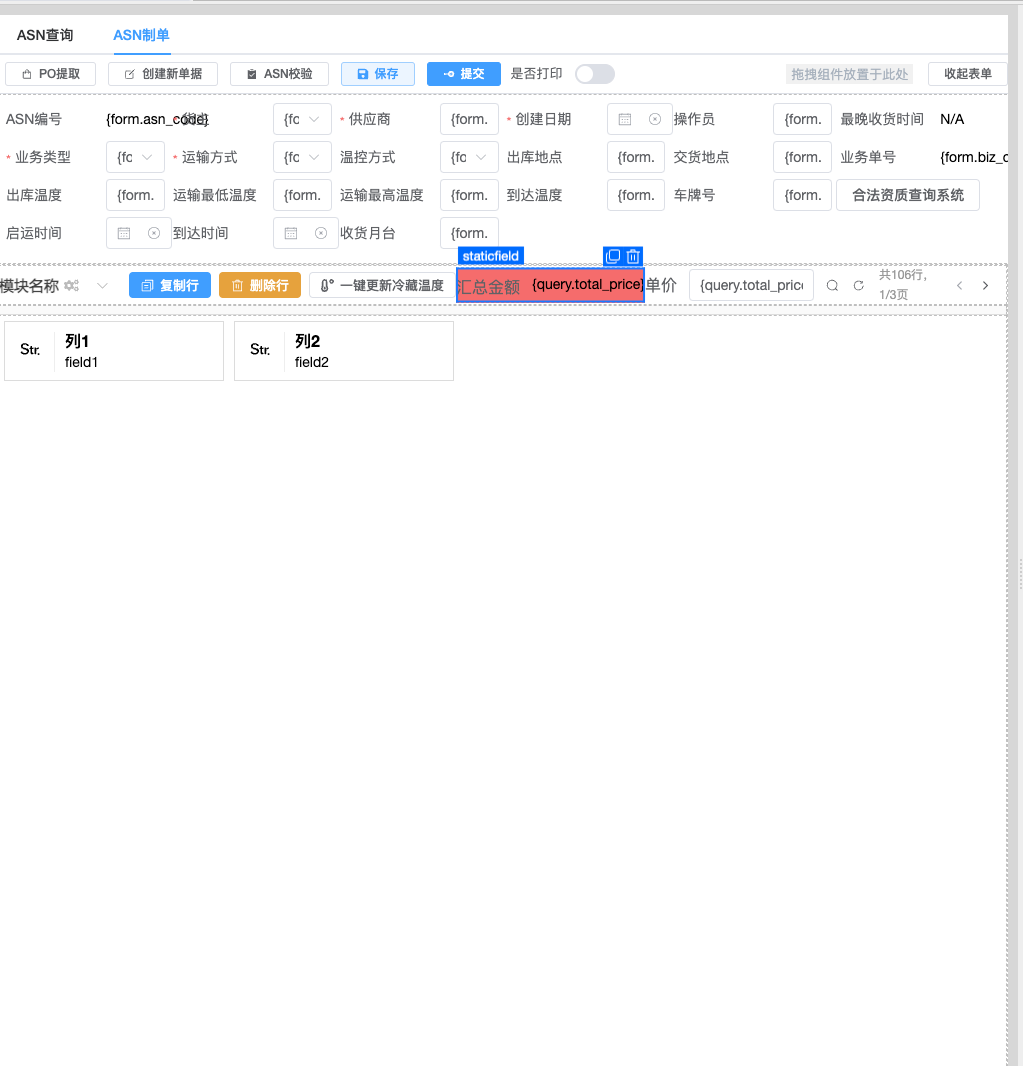 ASN查询 ASN制单
PO提取 创建新单据 ASN校验 保存 提交 是否打印 拖拽组件放置于此处 收起表单
ASN编号 {form.asn_code} {fc * 供应商 {form. * 创建日期 操作员 {form. 最晚收货时间 N/A
* 业务类型 {fc * 运输方式 {fc 温控方式 {fc 出库地点 {form. 交货地点 {form. 业务单号 {form.biz_c
出库温度 {form. 运输最低温度 {form. 运输最高温度 {form. 到达温度 {form. 车牌号 {form. 合法资质查询系统
启运时间 到达时间 收货月台 {form.
staticfield
模块名称 复制行 删除行 一键更新冷藏温度 汇总金额 {query.total_price} 单价 {query.total_price 共106行,
1/3页
Str. 列1
field1
Str. 列2
field2